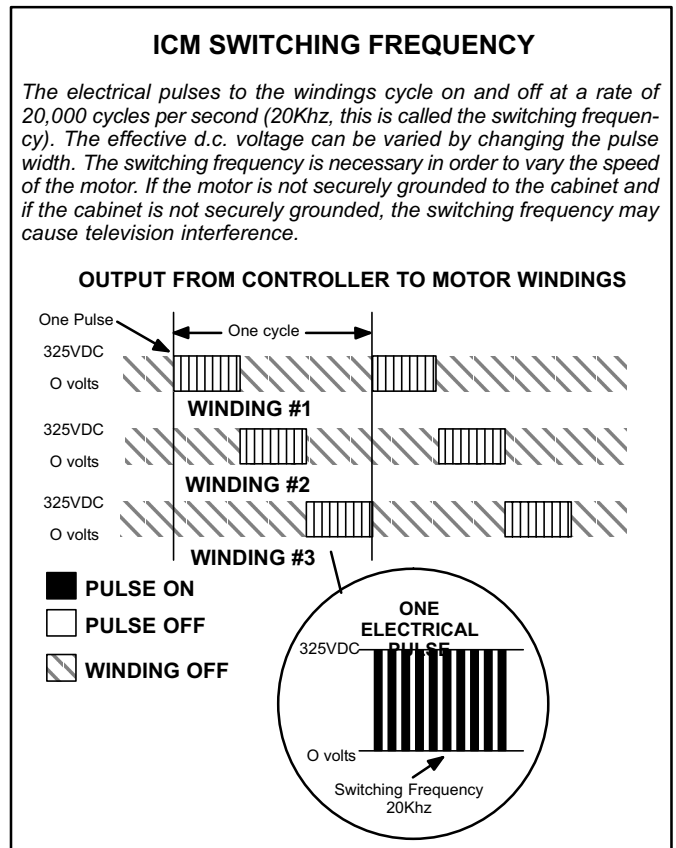 ICM SWITCHING FREQUENCY
The electrical pulses to the windings cycle on and off at a rate of
20,000 cycles per second (20Khz, this is called the switching frequen-
cy). The effective d.c. voltage can be varied by changing the pulse
width. The switching frequency is necessary in order to vary the speed
of the motor. If the motor is not securely grounded to the cabinet and
if the cabinet is not securely grounded, the switching frequency may
cause television interference.
OUTPUT FROM CONTROLLER TO MOTOR WINDINGS
One Pulse
One cycle
325VDC
O volts
WINDING #1
325VDC
O volts
WINDING #2
325VDC
O volts
WINDING #3
PULSE ON
PULSE OFF
WINDING OFF
ONE
ELECTRICAL
PULSE
325VDC
O volts
Switching Frequency
20Khz